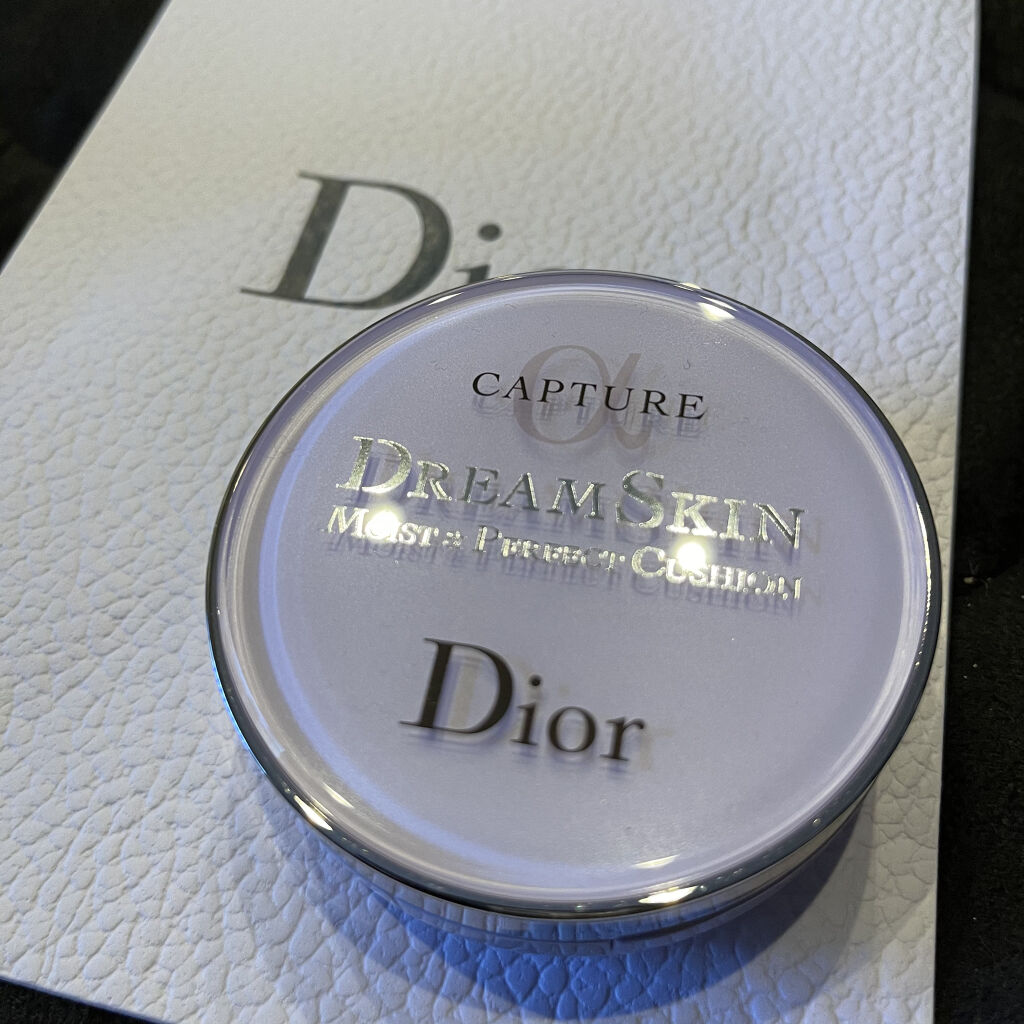 Di
α
CAPTURE
DREAMSKIN
MOIST & PERFECT CUSHION
Dior